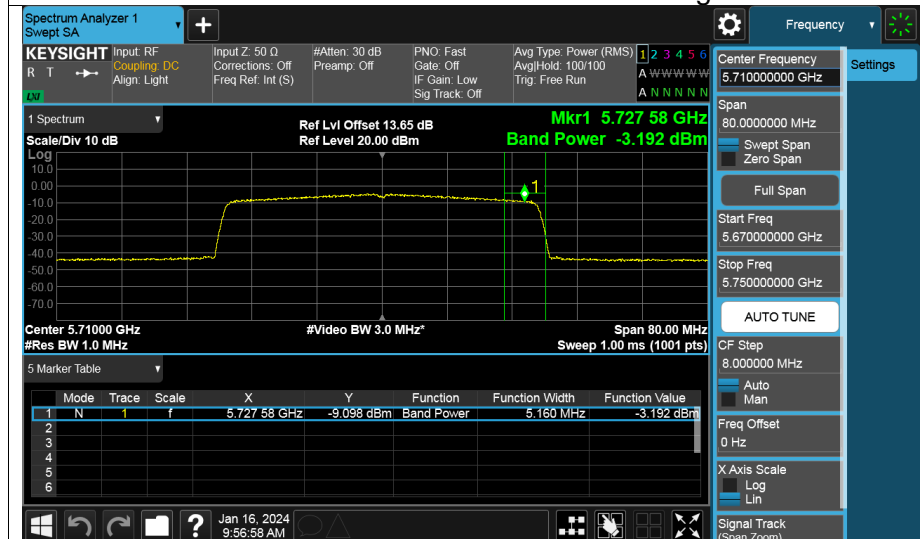 Spectrum Analyzer 1
Swept SA
+
Frequency
KEYSIGHT
R T
LXI
Input: RF
Coupling: DC
Align: Light
Input Z: 50 Ω
Corrections: Off
Freq Ref: Int (S)
#Atten: 30 dB
Preamp: Off
PNO: Fast
Gate: Off
IF Gain: Low
Sig Track: Off
Avg Type: Power (RMS)
Avg|Hold: 100/100
Trig: Free Run
1 2 3 4 5 6
A W W W W W
A N N N N N
Center Frequency
5.710000000 GHz
Settings
Span
80.0000000 MHz
Swept Span
Zero Span
Full Span
Start Freq
5.670000000 GHz
Stop Freq
5.750000000 GHz
AUTO TUNE
CF Step
8.000000 MHz
Auto
Man
Freq Offset
0 Hz
X Axis Scale
Log
Lin
Signal Track
(Span Zoom)
1 Spectrum
Scale/Div 10 dB
Ref Lvl Offset 13.65 dB
Ref Level 20.00 dBm
Mkr1 5.727 58 GHz
Band Power -3.192 dBm
Log
10.0
0.00
-10.0
-20.0
-30.0
-40.0
-50.0
-60.0
-70.0
1
Center 5.71000 GHz
#Res BW 1.0 MHz
#Video BW 3.0 MHz*
Span 80.00 MHz
Sweep 1.00 ms (1001 pts)
5 Marker Table
Mode Trace Scale X Y Function Function Width Function Value
1 N 1 f 5.727 58 GHz -9.098 dBm Band Power 5.160 MHz -3.192 dBm
2
3
4
5
6
?
Jan 16, 2024
9:56:58 AM